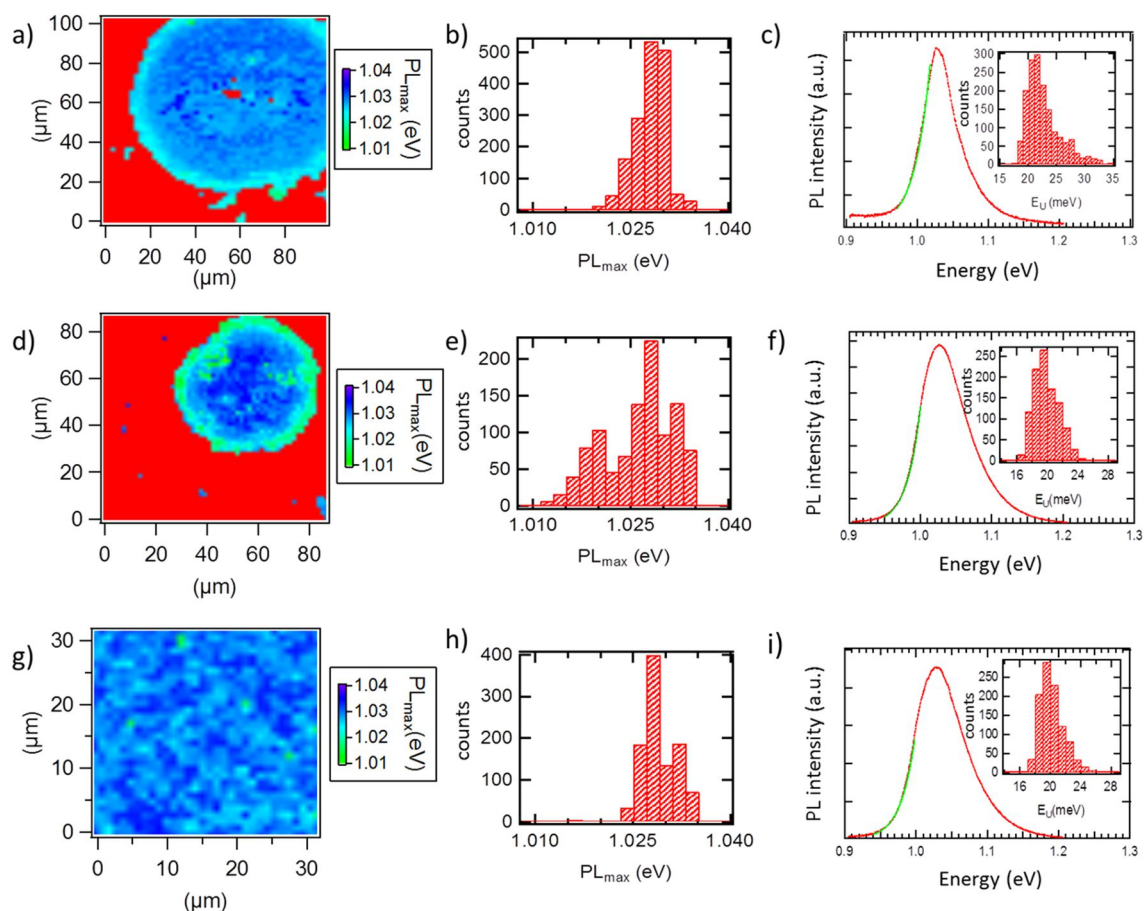 a)
100
80
60
40
20
0
(µm)
20 40 60 80
(µm)
1.04
1.03
1.02
1.01
PLmax (eV)
b)
500
400
300
200
100
0
counts
1.010 1.025 1.040
PLmax (eV)
c)
PL intensity (a.u.)
0.9 1.0 1.1 1.2 1.3
Energy (eV)
300
250
200
150
100
50
0
counts
15 20 25 30 35
EU (meV)
d)
80
60
40
20
0
(µm)
0 20 40 60 80
(µm)
1.04
1.03
1.02
1.01
PLmax(eV)
e)
200
150
100
50
0
counts
1.010 1.025 1.040
PLmax (eV)
f)
PL intensity (a.u.)
0.9 1.0 1.1 1.2 1.3
Energy (eV)
250
200
150
100
50
0
counts
16 20 24 28
EU(meV)
g)
30
25
20
15
10
5
0
(µm)
0 10 20 30
(µm)
1.04
1.03
1.02
1.01
PLmax(eV)
h)
400
300
200
100
0
counts
1.010 1.025 1.040
PLmax (eV)
i)
PL intensity (a.u.)
0.9 1.0 1.1 1.2 1.3
Energy (eV)
250
200
150
100
50
0
counts
16 20 24 28
EU(meV)